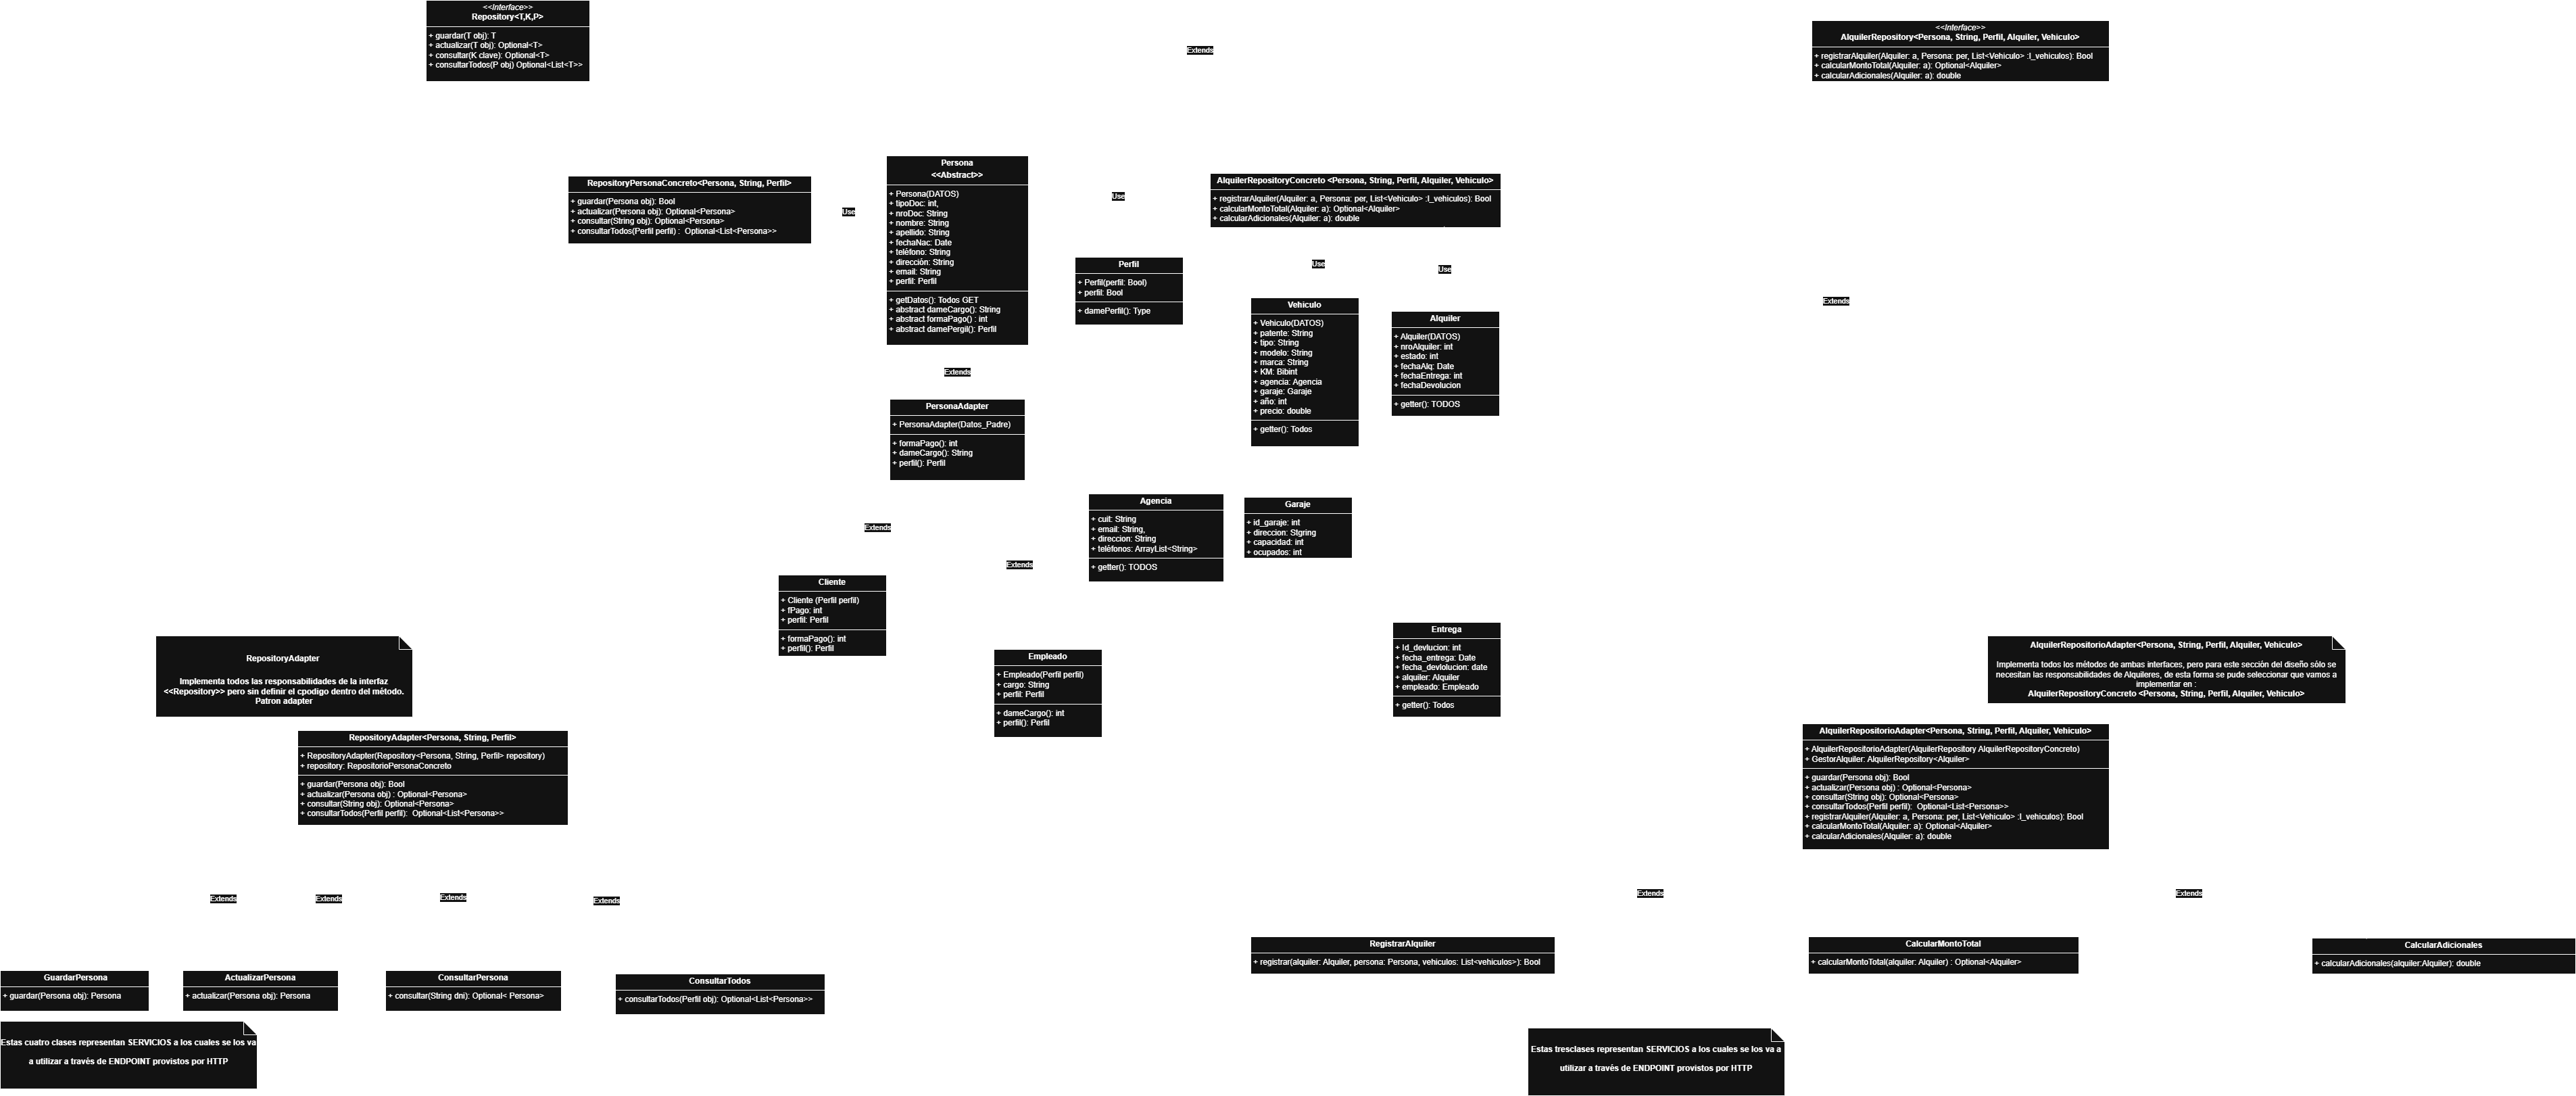 <<Interface>>
Repository<T,K,P>
+ guardar(T obj): T
+ actualizar(T obj): Optional<T>
+ consultar(K clave): Optional<T>
+ consultarTodos(P obj) Optional<List<T>>
Extends
<<Interface>>
AlquilerRepository<Persona, String, Perfil, Alquiler, Vehiculo>
+ registrarAlquiler(Alquiler: a, Persona: per, List<Vehiculo> :l_vehiculos): Bool
+ calcularMontoTotal(Alquiler: a): Optional<Alquiler>
+ calcularAdicionales(Alquiler: a): double
RepositoryPersonaConcreto<Persona, String, Perfil>
+ guardar(Persona obj): Bool
+ actualizar(Persona obj): Optional<Persona>
+ consultar(String obj): Optional<Persona>
+ consultarTodos(Perfil perfil) :  Optional<List<Persona>>
Use
Persona
<<Abstract>>
+ Persona(DATOS)
+ tipoDoc: int,
+ nroDoc: String
+ nombre: String
+ apellido: String
+ fechaNac: Date
+ teléfono: String
+ dirección: String
+ email: String
+ perfil: Perfil
+ getDatos(): Todos GET
+ abstract dameCargo(): String
+ abstract formaPago() : int
+ abstract damePergil(): Perfil
Use
Perfil
+ Perfil(perfil: Bool)
+ perfil: Bool
+ damePerfil(): Type
AlquilerRepositoryConcreto <Persona, String, Perfil, Alquiler, Vehiculo>
+ registrarAlquiler(Alquiler: a, Persona: per, List<Vehiculo> :l_vehiculos): Bool
+ calcularMontoTotal(Alquiler: a): Optional<Alquiler>
+ calcularAdicionales(Alquiler: a): double
Use
Use
Extends
Vehiculo
+ Vehiculo(DATOS)
+ patente: String
+ tipo: String
+ modelo: String
+ marca: String
+ KM: Bibint
+ agencia: Agencia
+ garaje: Garaje
+ año: int
+ precio: double
+ getter(): Todos
Alquiler
+ Alquiler(DATOS)
+ nroAlquiler: int
+ estado: int
+ fechaAlq: Date
+ fechaEntrega: int
+ fechaDevolucion
+ getter(): TODOS
Extends
PersonaAdapter
+ PersonaAdapter(Datos_Padre)
+ formaPago(): int
+ dameCargo(): String
+ perfil(): Perfil
Extends
Extends
Agencia
+ cuit: String
+ email: String,
+ direccion: String
+ teléfonos: ArrayList<String>
+ getter(): TODOS
Garaje
+ id_garaje: int
+ direccion: Stgring
+ capacidad: int
+ ocupados: int
Cliente
+ Cliente (Perfil perfil)
+ fPago: int
+ perfil: Perfil
+ formaPago(): int
+ perfil(): Perfil
Empleado
+ Empleado(Perfil perfil)
+ cargo: String
+ perfil: Perfil
+ dameCargo(): int
+ perfil(): Perfil
Entrega
+ Id_devlucion: int
+ fecha_entrega: Date
+ fecha_devlolucion: date
+ alquiler: Alquiler
+ empleado: Empleado
+ getter(): Todos
RepositoryAdapter
Implementa todos las responsabilidades de la interfaz
<<Repository>> pero sin definir el cpodigo dentro del método.
Patron adapter
AlquilerRepositorioAdapter<Persona, String, Perfil, Alquiler, Vehiculo>
Implementa todos los métodos de ambas interfaces, pero para este sección del diseño sólo se
necesitan las responsabilidades de Alquileres, de esta forma se pude seleccionar que vamos a
implementar en :
AlquilerRepositoryConcreto <Persona, String, Perfil, Alquiler, Vehiculo>
RepositoryAdapter<Persona, String, Perfil>
+ RepositoryAdapter(Repository<Persona, String, Perfil> repository)
+ repository: RepositorioPersonaConcreto
+ guardar(Persona obj): Bool
+ actualizar(Persona obj) : Optional<Persona>
+ consultar(String obj): Optional<Persona>
+ consultarTodos(Perfil perfil):  Optional<List<Persona>>
AlquilerRepositorioAdapter<Persona, String, Perfil, Alquiler, Vehiculo>
+ AlquilerRepositorioAdapter(AlquilerRepository AlquilerRepositoryConcreto)
+ GestorAlquiler: AlquilerRepository<Alquiler>
+ guardar(Persona obj): Bool
+ actualizar(Persona obj) : Optional<Persona>
+ consultar(String obj): Optional<Persona>
+ consultarTodos(Perfil perfil):  Optional<List<Persona>>
+ registrarAlquiler(Alquiler: a, Persona: per, List<Vehiculo> :l_vehiculos): Bool
+ calcularMontoTotal(Alquiler: a): Optional<Alquiler>
+ calcularAdicionales(Alquiler: a): double
Extends
Extends
Extends
Extends
Extends
Extends
GuardarPersona
+ guardar(Persona obj): Persona
ActualizarPersona
+ actualizar(Persona obj): Persona
ConsultarPersona
+ consultar(String dni): Optional< Persona>
ConsultarTodos
+ consultarTodos(Perfil obj): Optional<List<Persona>>
RegistrarAlquiler
+ registrar(alquiler: Alquiler, persona: Persona, vehiculos: List<vehiculos>): Bool
CalcularMontoTotal
+ calcularMontoTotal(alquiler: Alquiler) : Optional<Alquiler>
CalcularAdicionales
+ calcularAdicionales(alquiler:Alquiler): double
Estas cuatro clases representan SERVICIOS a los cuales se los va
a utilizar a través de ENDPOINT provistos por HTTP
Estas tresclases representan SERVICIOS a los cuales se los va a
utilizar a través de ENDPOINT provistos por HTTP